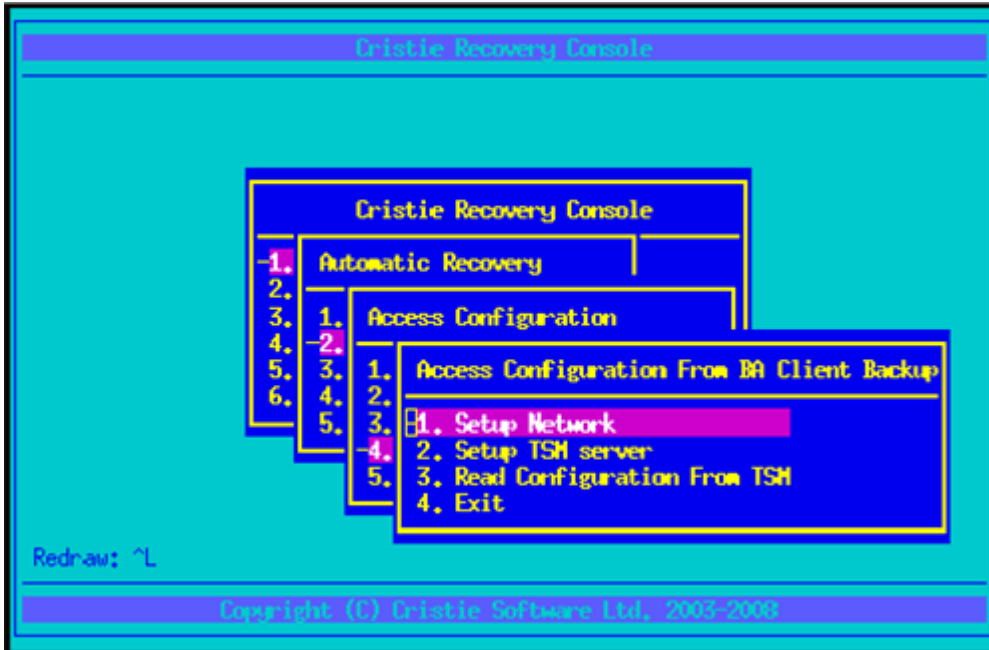 Cristie Recovery Console
Cristie Recovery Console
1. Automatic Recovery
2.
3. 1. Access Configuration
4. 2.
5. 3. 1. Access Configuration From BA Client Backup
6. 4. 2.
5. 3. 1. Setup Network
4. 2. Setup TSM server
5. 3. Read Configuration From TSM
4. Exit
Redraw: ^L
Copyright (C) Cristie Software Ltd. 2003-2008